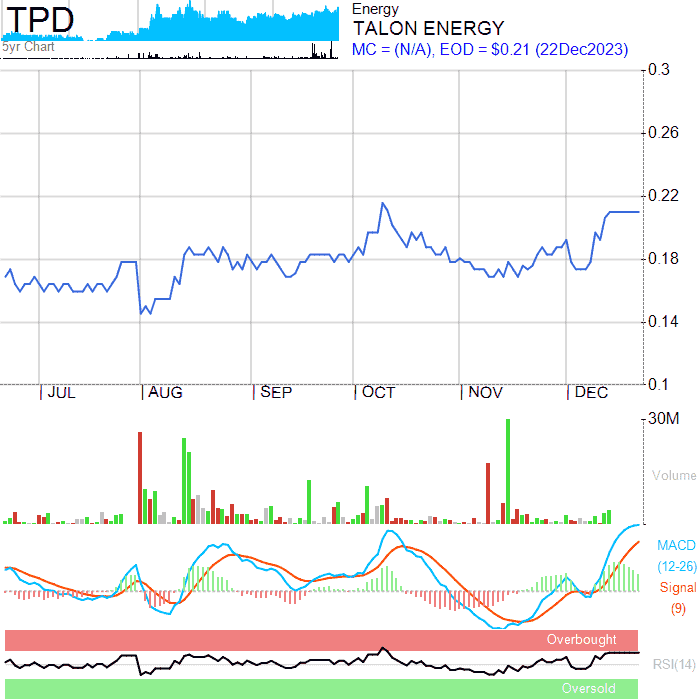 TPD
5yr Chart
Energy
TALON ENERGY
MC = (N/A), EOD = $0.21 (22Dec2023)
0.3
0.26
0.22
0.18
0.14
0.1
JUL AUG SEP OCT NOV DEC
30M
Volume
MACD
(12-26)
Signal
(9)
Overbought
RSI(14)
Oversold